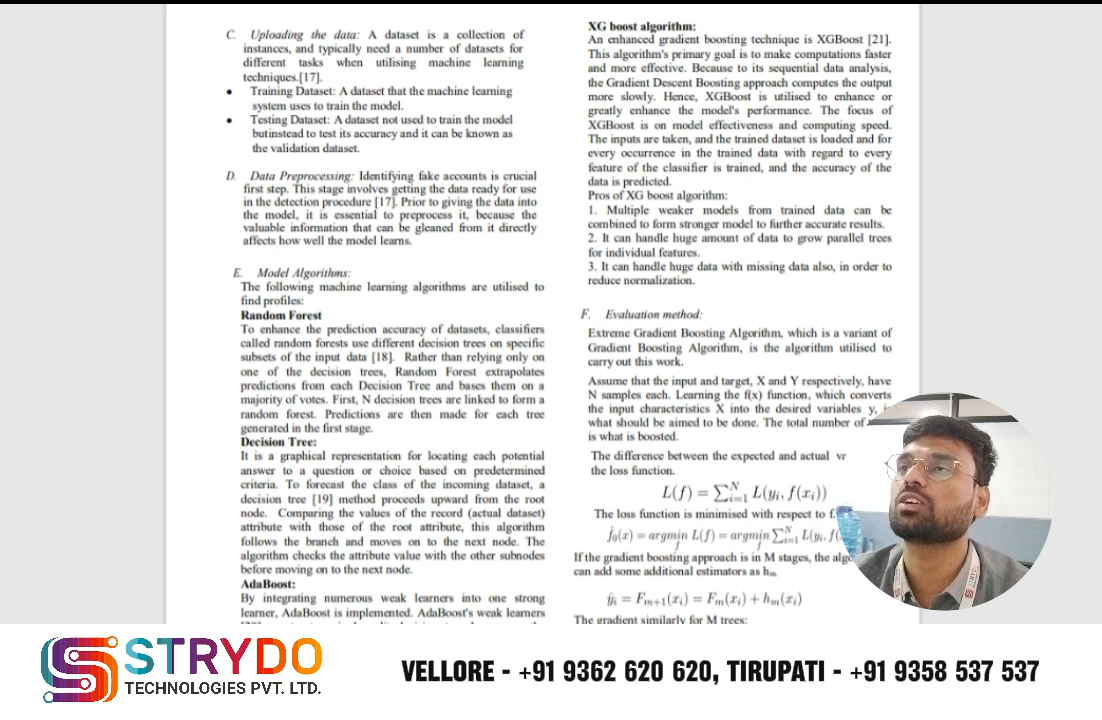 C. Uploading the data: A dataset is a collection of
instances, and typically need a number of datasets for
different tasks when utilising machine learning
techniques.[17].
• Training Dataset: A dataset that the machine learning
system uses to train the model.
• Testing Dataset: A dataset not used to train the model
butinstead to test its accuracy and it can be known as
the validation dataset.
D. Data Preprocessing: Identifying fake accounts is crucial
first step. This stage involves getting the data ready for use
in the detection procedure [17]. Prior to giving the data into
the model, it is essential to preprocess it, because the
valuable information that can be gleaned from it directly
affects how well the model learns.
E. Model Algorithms:
The following machine learning algorithms are utilised to
find profiles:
Random Forest
To enhance the prediction accuracy of datasets, classifiers
called random forests use different decision trees on specific
subsets of the input data [18]. Rather than relying only on
one of the decision trees, Random Forest extrapolates
predictions from each Decision Tree and bases them on a
majority of votes. First, N decision trees are linked to form a
random forest. Predictions are then made for each tree
generated in the first stage.
Decision Tree:
It is a graphical representation for locating each potential
answer to a question or choice based on predetermined
criteria. To forecast the class of the incoming dataset, a
decision tree [19] method proceeds upward from the root
node. Comparing the values of the record (actual dataset)
attribute with those of the root attribute, this algorithm
follows the branch and moves on to the next node. The
algorithm checks the attribute value with the other subnodes
before moving on to the next node.
AdaBoost:
By integrating numerous weak learners into one strong
learner, AdaBoost is implemented. AdaBoost's weak learners
XG boost algorithm:
An enhanced gradient boosting technique is XGBoost [21].
This algorithm's primary goal is to make computations faster
and more effective. Because to its sequential data analysis,
the Gradient Descent Boosting approach computes the output
more slowly. Hence, XGBoost is utilised to enhance or
greatly enhance the model's performance. The focus of
XGBoost is on model effectiveness and computing speed.
The inputs are taken, and the trained dataset is loaded and for
every occurrence in the trained data with regard to every
feature of the classifier is trained, and the accuracy of the
data is predicted.
Pros of XG boost algorithm:
1. Multiple weaker models from trained data can be
combined to form stronger model to further accurate results.
2. It can handle huge amount of data to grow parallel trees
for individual features.
3. It can handle huge data with missing data also, in order to
reduce normalization.
F. Evaluation method:
Extreme Gradient Boosting Algorithm, which is a variant of
Gradient Boosting Algorithm, is the algorithm utilised to
carry out this work.
Assume that the input and target, X and Y respectively, have
N samples each. Learning the f(x) function, which converts
the input characteristics X into the desired variables y,
what should be aimed to be done. The total number of
is what is boosted.
The difference between the expected and actual
the loss function.
L(f) = ∑ᵢ₌₁ᴺ L(yᵢ, f(xᵢ))
The loss function is minimised with respect to f.
f̂₀(x) = argmin_f L(f) = argmin_f ∑ᵢ₌₁ᴺ L(yᵢ, f(
If the gradient boosting approach is in M stages, the
can add some additional estimators as hₘ
ŷᵢ = Fₘ₊₁(xᵢ) = Fₘ(xᵢ) + hₘ(xᵢ)
The gradient similarly for M trees:
STRYDO
TECHNOLOGIES PVT. LTD.
VELLORE - +91 9362 620 620, TIRUPATI - +91 9358 537 537